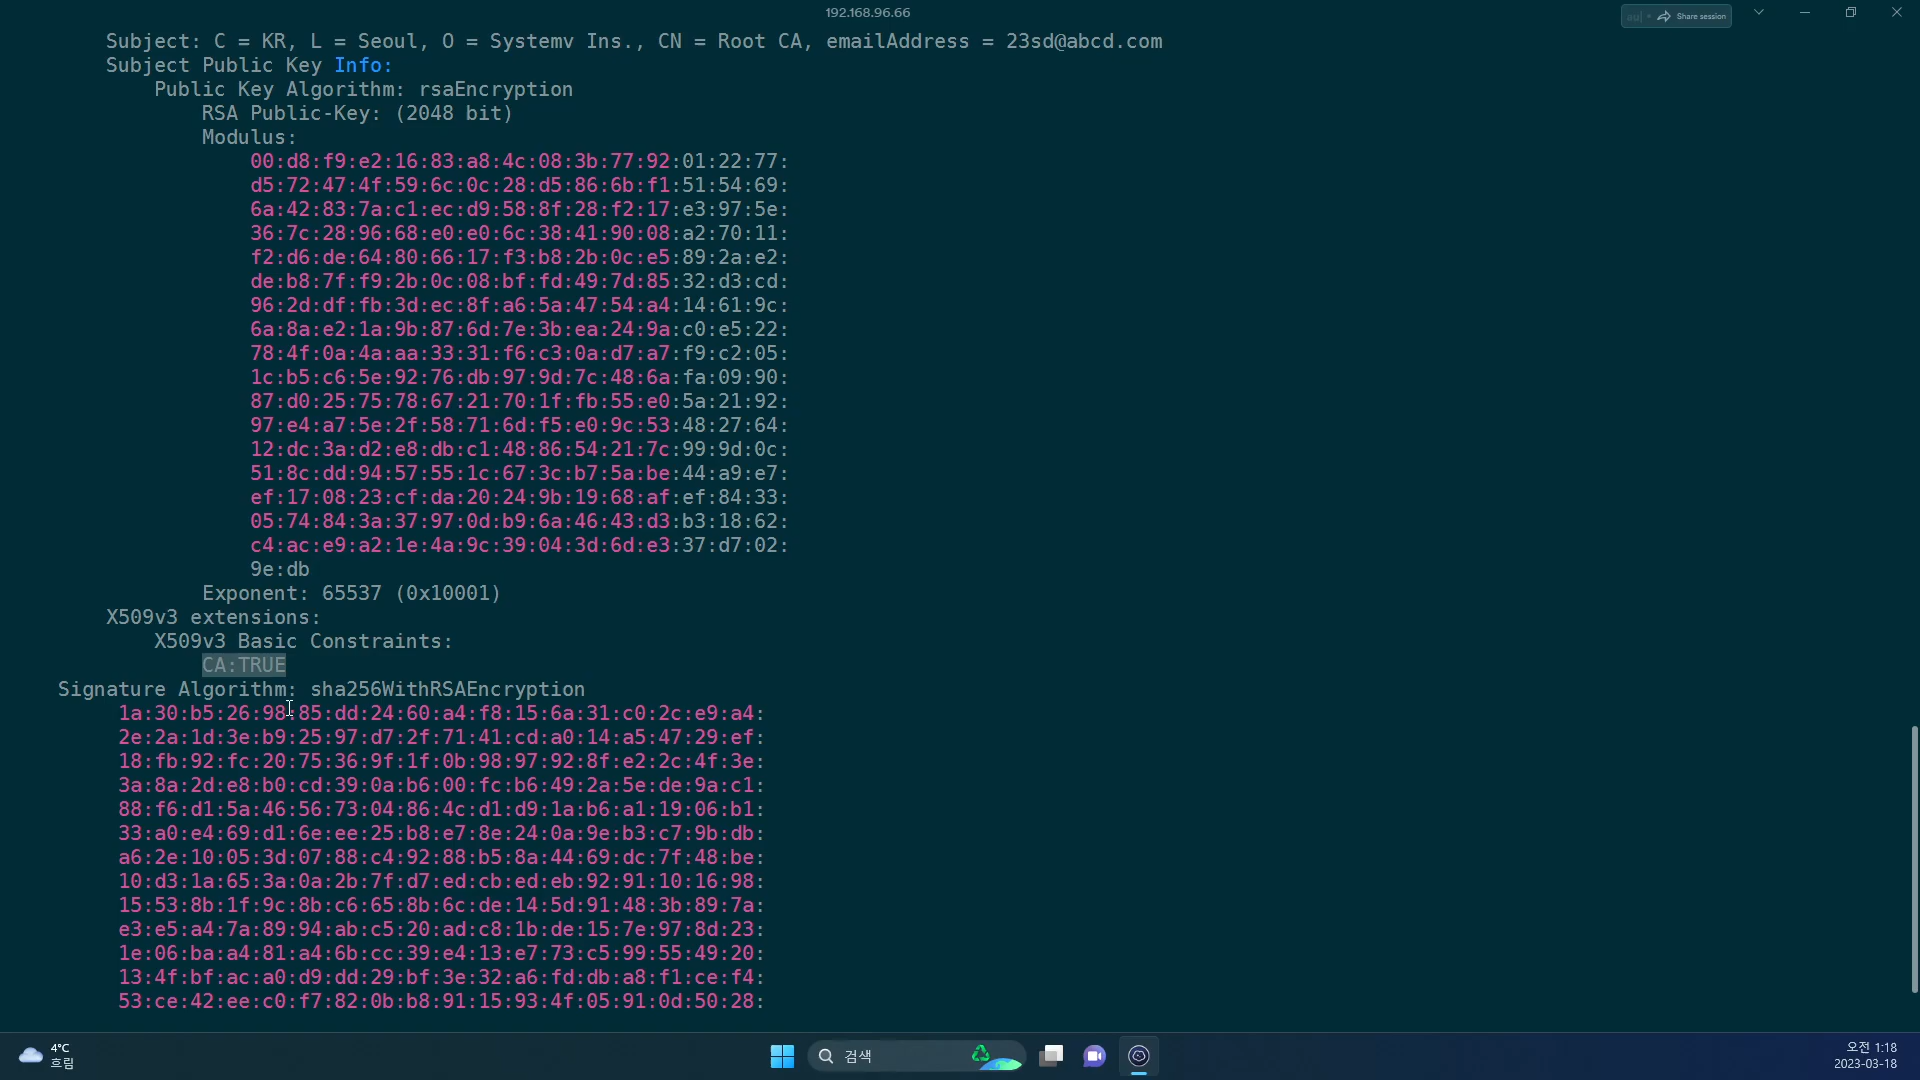 192.168.96.66
au| Share session
Subject: C = KR, L = Seoul, O = Systemv Ins., CN = Root CA, emailAddress = 23sd@abcd.com
Subject Public Key Info:
Public Key Algorithm: rsaEncryption
RSA Public-Key: (2048 bit)
Modulus:
00:d8:f9:e2:16:83:a8:4c:08:3b:77:92:01:22:77:
d5:72:47:4f:59:6c:0c:28:d5:86:6b:f1:51:54:69:
6a:42:83:7a:c1:ec:d9:58:8f:28:f2:17:e3:97:5e:
36:7c:28:96:68:e0:e0:6c:38:41:90:08:a2:70:11:
f2:d6:de:64:80:66:17:f3:b8:2b:0c:e5:89:2a:e2:
de:b8:7f:f9:2b:0c:08:bf:fd:49:7d:85:32:d3:cd:
96:2d:df:fb:3d:ec:8f:a6:5a:47:54:a4:14:61:9c:
6a:8a:e2:1a:9b:87:6d:7e:3b:ea:24:9a:c0:e5:22:
78:4f:0a:4a:aa:33:31:f6:c3:0a:d7:a7:f9:c2:05:
1c:b5:c6:5e:92:76:db:97:9d:7c:48:6a:fa:09:90:
87:d0:25:75:78:67:21:70:1f:fb:55:e0:5a:21:92:
97:e4:a7:5e:2f:58:71:6d:f5:e0:9c:53:48:27:64:
12:dc:3a:d2:e8:db:c1:48:86:54:21:7c:99:9d:0c:
51:8c:dd:94:57:55:1c:67:3c:b7:5a:be:44:a9:e7:
ef:17:08:23:cf:da:20:24:9b:19:68:af:ef:84:33:
05:74:84:3a:37:97:0d:b9:6a:46:43:d3:b3:18:62:
c4:ac:e9:a2:1e:4a:9c:39:04:3d:6d:e3:37:d7:02:
9e:db
Exponent: 65537 (0x10001)
X509v3 extensions:
X509v3 Basic Constraints:
CA:TRUE
Signature Algorithm: sha256WithRSAEncryption
1a:30:b5:26:98:85:dd:24:60:a4:f8:15:6a:31:c0:2c:e9:a4:
2e:2a:1d:3e:b9:25:97:d7:2f:71:41:cd:a0:14:a5:47:29:ef:
18:fb:92:fc:20:75:36:9f:1f:0b:98:97:92:8f:e2:2c:4f:3e:
3a:8a:2d:e8:b0:cd:39:0a:b6:00:fc:b6:49:2a:5e:de:9a:c1:
88:f6:d1:5a:46:56:73:04:86:4c:d1:d9:1a:b6:a1:19:06:b1:
33:a0:e4:69:d1:6e:ee:25:b8:e7:8e:24:0a:9e:b3:c7:9b:db:
a6:2e:10:05:3d:07:88:c4:92:88:b5:8a:44:69:dc:7f:48:be:
10:d3:1a:65:3a:0a:2b:7f:d7:ed:cb:ed:eb:92:91:10:16:98:
15:53:8b:1f:9c:8b:c6:65:8b:6c:de:14:5d:91:48:3b:89:7a:
e3:e5:a4:7a:89:94:ab:c5:20:ad:c8:1b:de:15:7e:97:8d:23:
1e:06:ba:a4:81:a4:6b:cc:39:e4:13:e7:73:c5:99:55:49:20:
13:4f:bf:ac:a0:d9:dd:29:bf:3e:32:a6:fd:db:a8:f1:ce:f4:
53:ce:42:ee:c0:f7:82:0b:b8:91:15:93:4f:05:91:0d:50:28:
4°C
흐림
검색
오전 1:18
2023-03-18